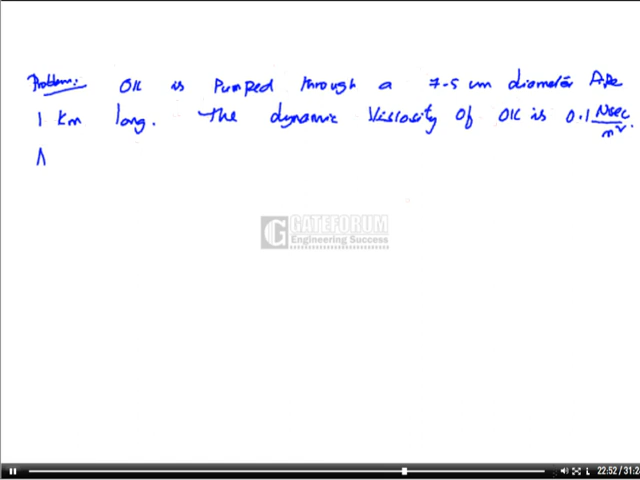 Problem: Oil is Pumped through a 7.5 cm diameter Pipe
1 Km long. The dynamic Viscosity of Oil is 0.1 Nsec/m².
GATEFORUM
Engineering Success
22:52/31:2